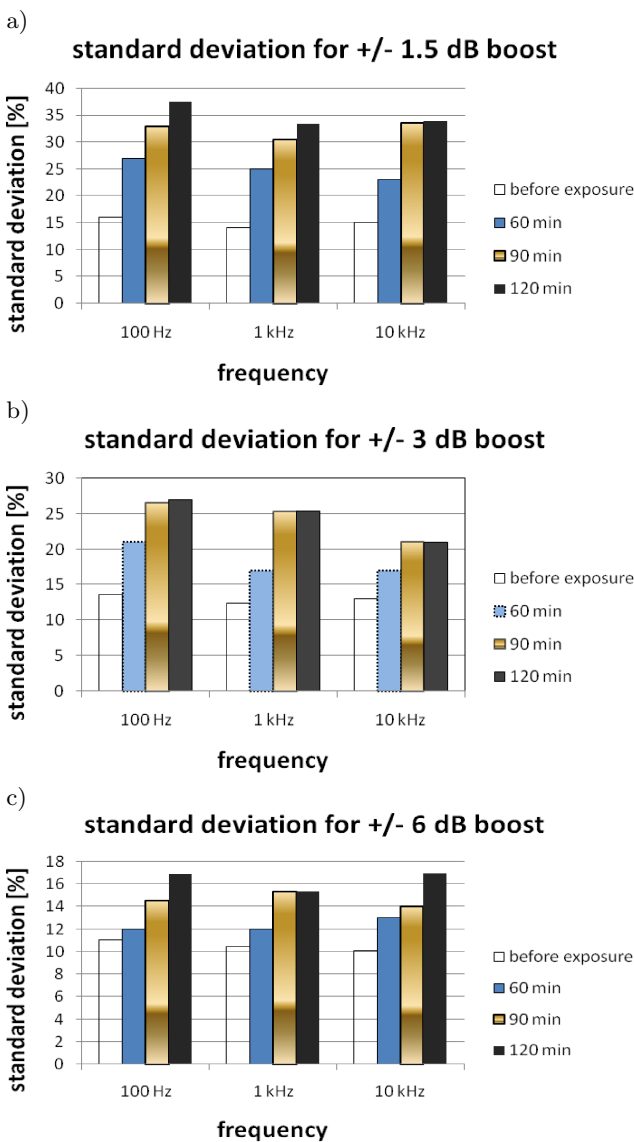 a)
standard deviation for +/- 1.5 dB boost
standard deviation [%]
40
35
30
25
20
15
10
5
0
100 Hz
1 kHz
10 kHz
frequency
before exposure
60 min
90 min
120 min
b)
standard deviation for +/- 3 dB boost
standard deviation [%]
30
25
20
15
10
5
0
100 Hz
1 kHz
10 kHz
frequency
before exposure
60 min
90 min
120 min
c)
standard deviation for +/- 6 dB boost
standard deviation [%]
18
16
14
12
10
8
6
4
2
0
100 Hz
1 kHz
10 kHz
frequency
before exposure
60 min
90 min
120 min